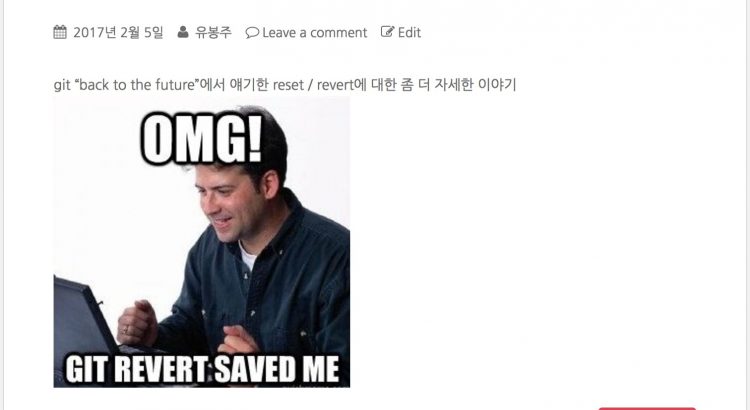 2017년 2월 5일 유봉주 Leave a comment Edit
git “back to the future”에서 얘기한 reset / revert에 대한 좀 더 자세한 이야기
OMG!
GIT REVERT SAVED ME